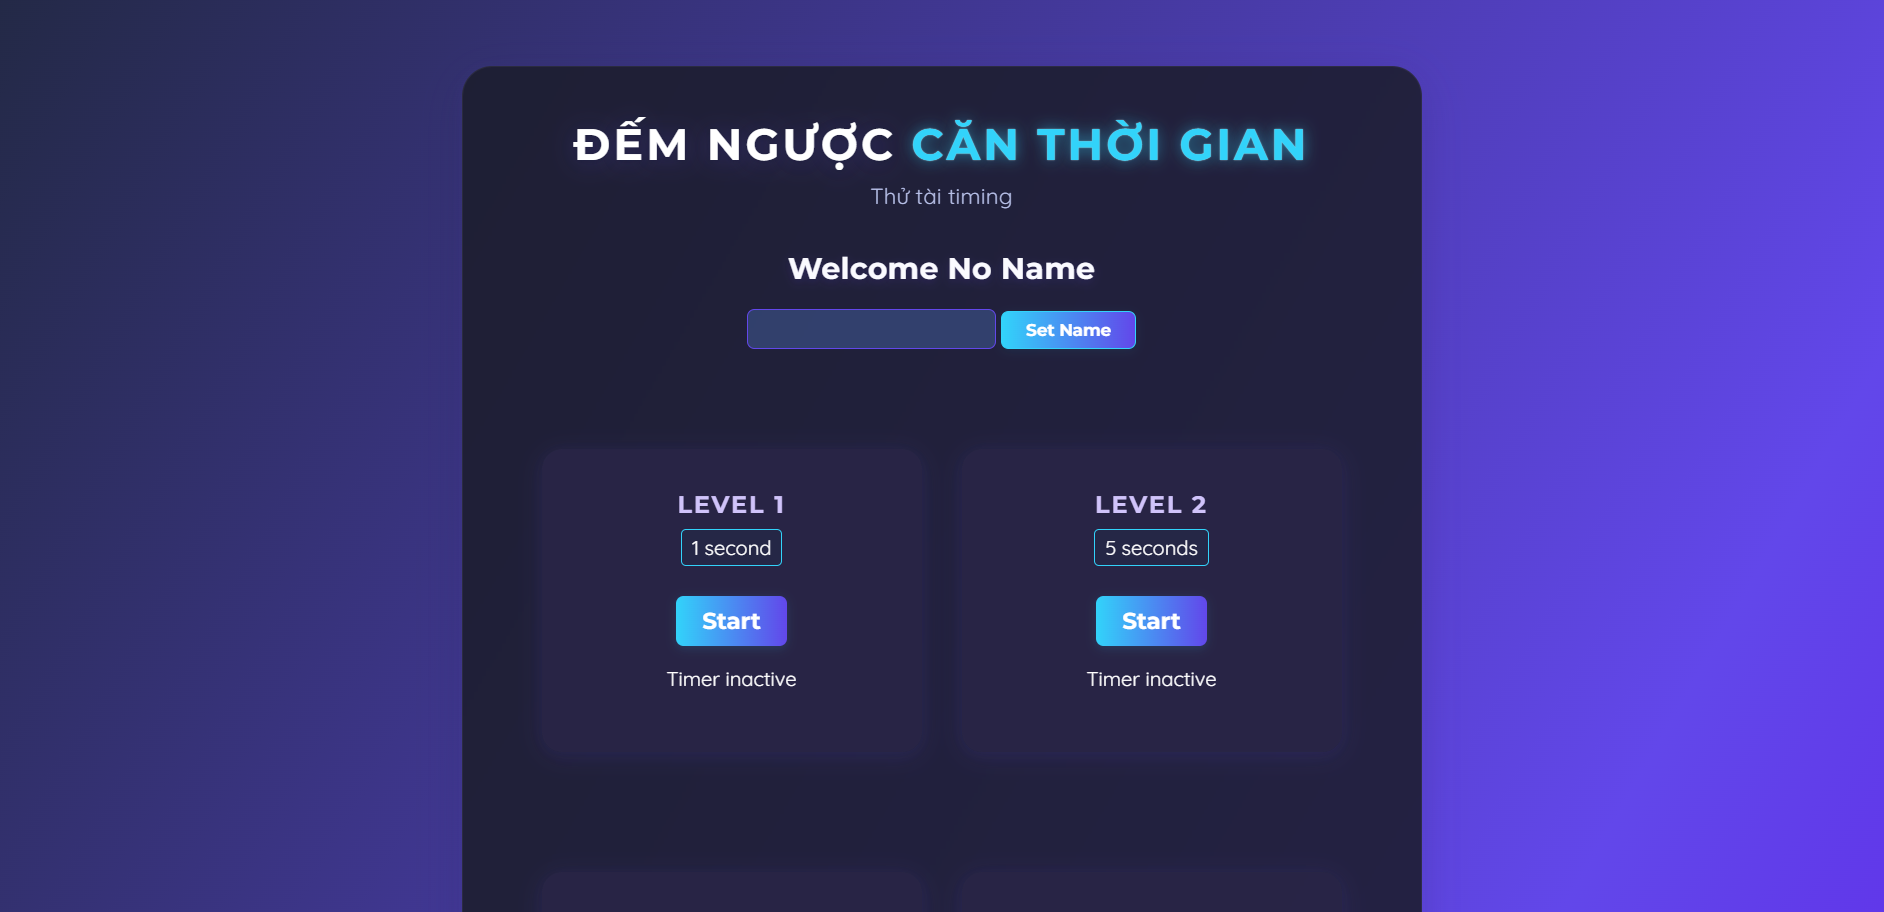 ĐẾM NGƯỢC CĂN THỜI GIAN
Thử tài timing
Welcome No Name
Set Name
LEVEL 1
1 second
Start
Timer inactive
LEVEL 2
5 seconds
Start
Timer inactive